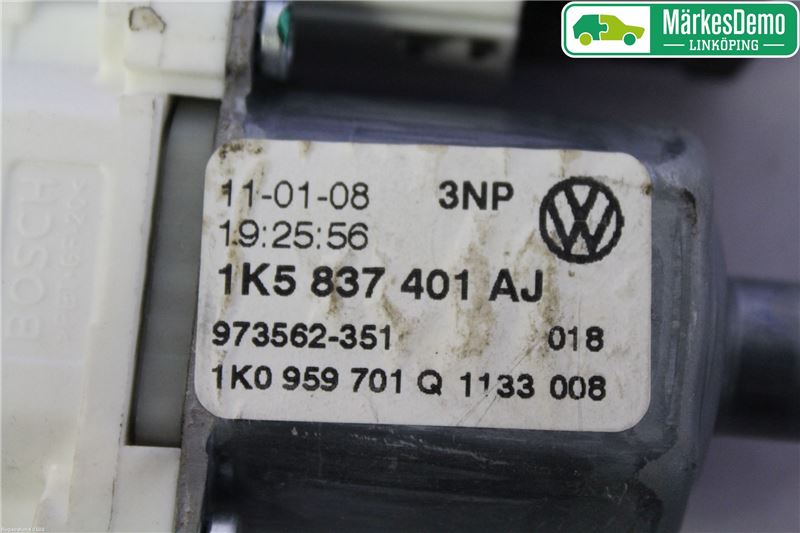 MärkesDemo
LINKÖPING
BOSCH
11-01-08 3NP
19:25:56
1K5 837 401 AJ
973562-351 018
1K0 959 701 Q 1133 008